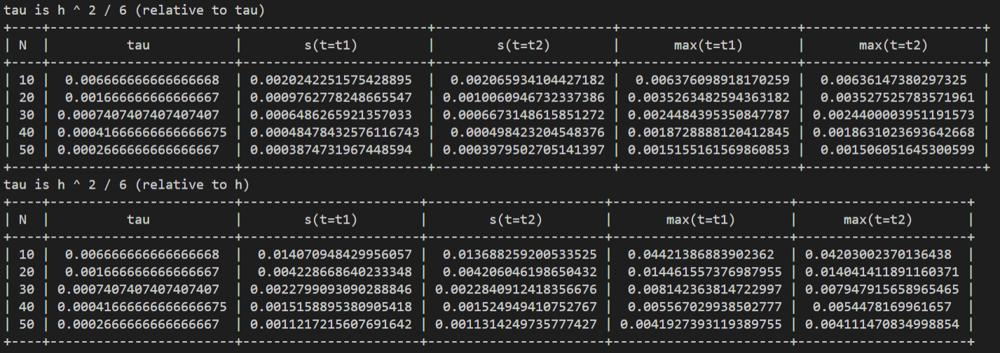 tau is h ^ 2 / 6 (relative to tau)
+----+------------------------+------------------------+-----------------------+-----------------------+-----------------------+
| N  |          tau           |        s(t=t1)         |        s(t=t2)        |       max(t=t1)       |       max(t=t2)       |
+----+------------------------+------------------------+-----------------------+-----------------------+-----------------------+
| 10 |  0.006666666666666668  | 0.0020242251575428895  |  0.002065934104427182 |  0.006376098918170259 |  0.00636147380297325  |
| 20 |  0.001666666666666667  | 0.0009762778248665547  | 0.0010060946732337386 | 0.0035263482594363182 |  0.003527525783571961 |
| 30 | 0.0007407407407407407  | 0.0006486265921357033  | 0.0006673148615851272 | 0.0024484395350847787 | 0.0024400003951191573 |
| 40 | 0.00041666666666666675 | 0.00048478432576116743 |  0.000498423204548376 | 0.0018728888120412845 | 0.0018631023693642668 |
| 50 | 0.0002666666666666667  | 0.0003874731967448594  | 0.0003979502705141397 | 0.0015155161569860853 |  0.001506051645300599 |
+----+------------------------+------------------------+-----------------------+-----------------------+-----------------------+
tau is h ^ 2 / 6 (relative to h)
+----+------------------------+-----------------------+-----------------------+-----------------------+----------------------+
| N  |          tau           |        s(t=t1)        |        s(t=t2)        |       max(t=t1)       |      max(t=t2)       |
+----+------------------------+-----------------------+-----------------------+-----------------------+----------------------+
| 10 |  0.006666666666666668  |  0.014070948429956057 |  0.013688259200533525 |  0.04421386883902362  | 0.04203002370136438  |
| 20 |  0.001666666666666667  |  0.004228668640233348 |  0.004206046198650432 |  0.014461557376987955 | 0.014041411891160371 |
| 30 | 0.0007407407407407407  | 0.0022799093090288846 | 0.0022840912418356676 |  0.008142363814722997 | 0.007947915658965465 |
| 40 | 0.00041666666666666675 | 0.0015158895380905418 |  0.001524949410752767 |  0.005567029938502777 |  0.0054478169961657  |
| 50 | 0.0002666666666666667  | 0.0011217215607691642 | 0.0011314249735777427 | 0.0041927393119389755 | 0.004111470834998854 |
+----+------------------------+-----------------------+-----------------------+-----------------------+----------------------+